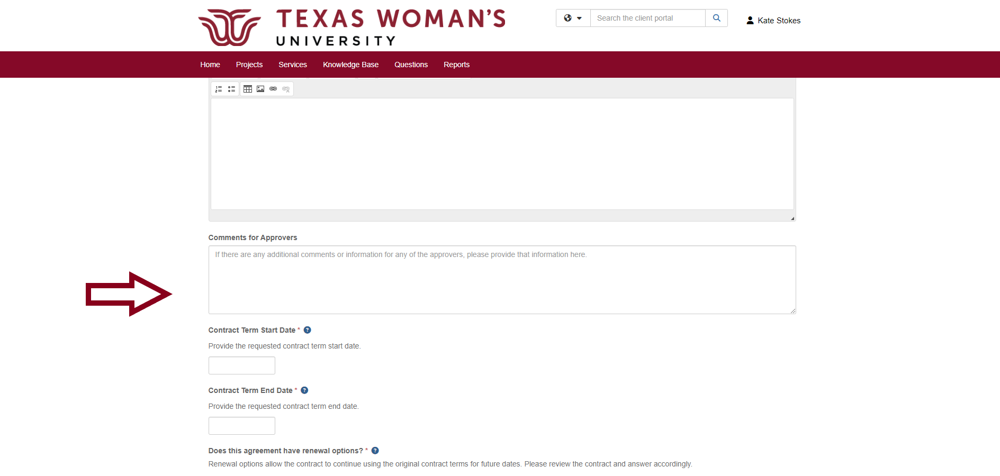 TEXAS WOMAN'S
UNIVERSITY
Search the client portal
Kate Stokes
Home Projects Services Knowledge Base Questions Reports
Comments for Approvers
If there are any additional comments or information for any of the approvers, please provide that information here.
Contract Term Start Date *
Provide the requested contract term start date.
Contract Term End Date *
Provide the requested contract term end date.
Does this agreement have renewal options? *
Renewal options allow the contract to continue using the original contract terms for future dates. Please review the contract and answer accordingly.